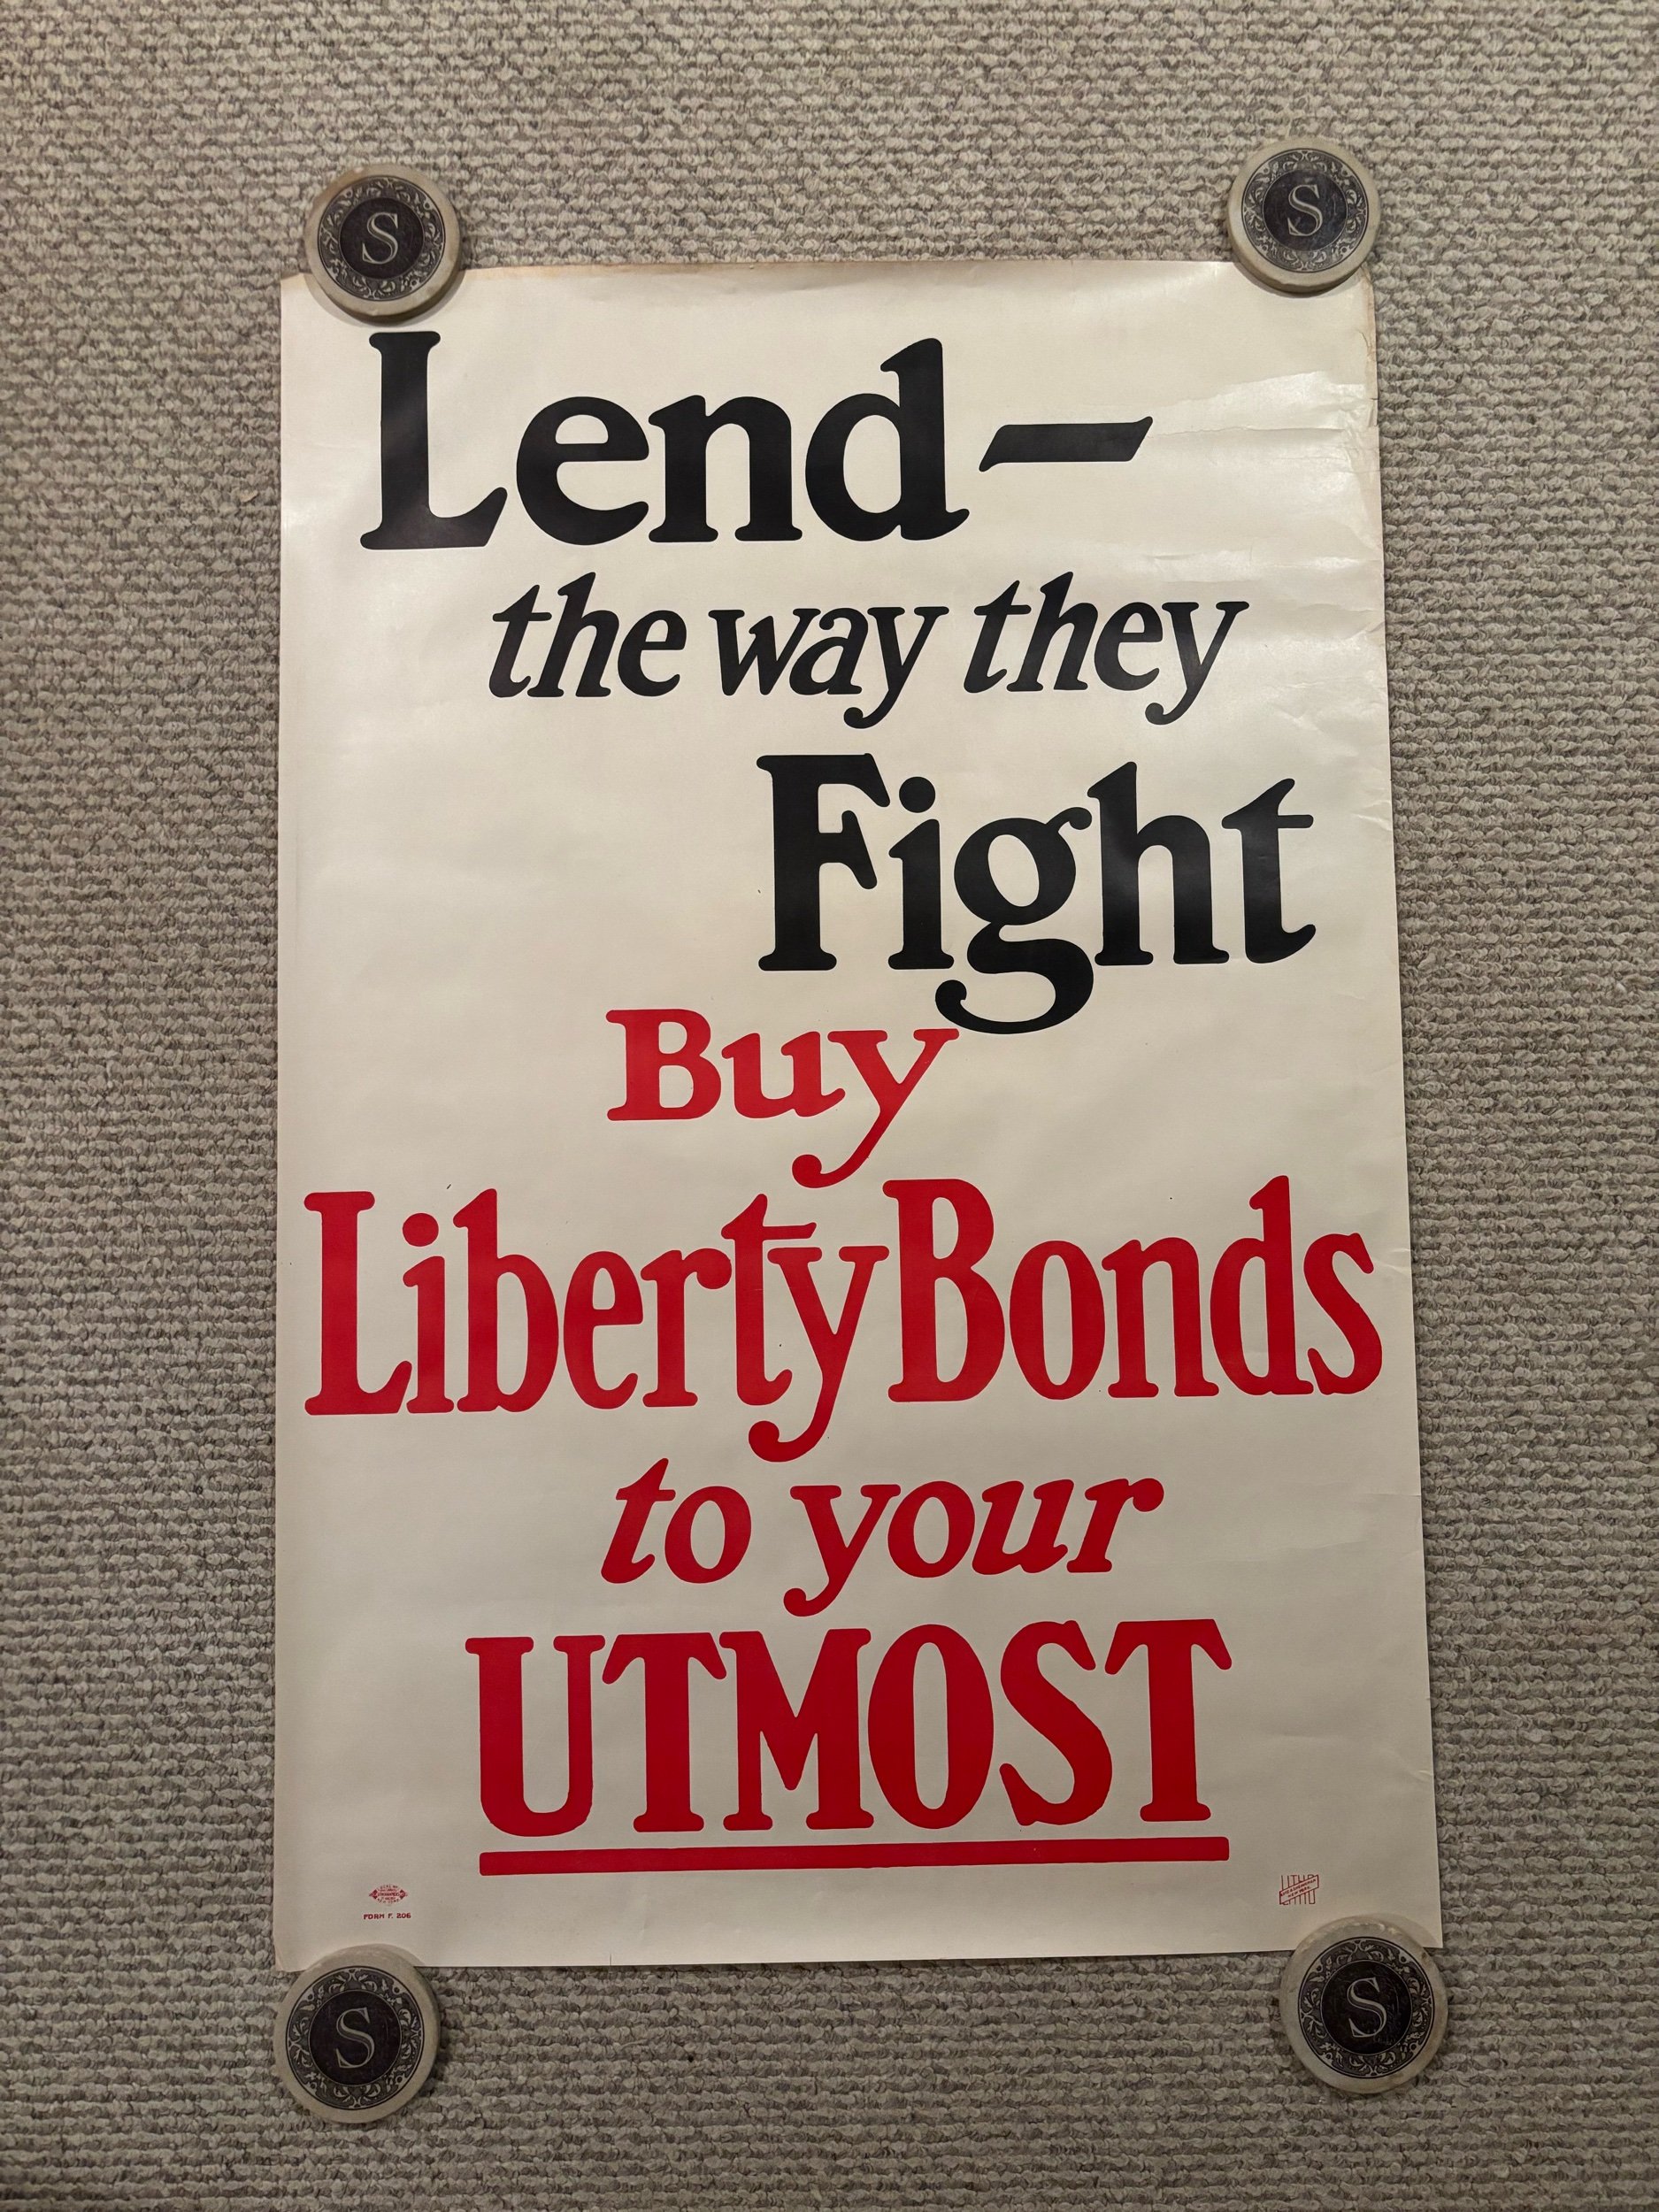 S
S
Lend—
the way they
Fight
Buy
Liberty Bonds
to your
UTMOST
FORM F. 206
S
S